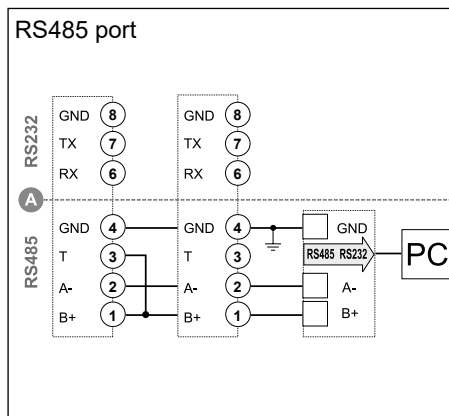 RS485 port
RS232
GND 8 GND 8
TX 7 TX 7
RX 6 RX 6
A
RS485
GND 4 GND 4 GND
T 3 T 3 RS485 RS232 PC
A- 2 A- 2 A-
B+ 1 B+ 1 B+